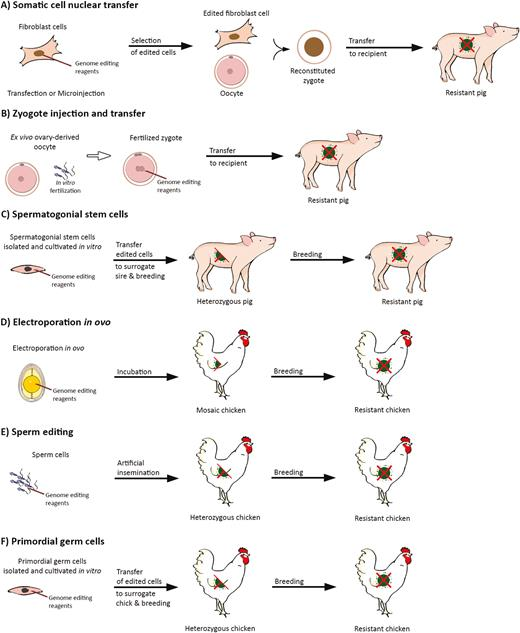 A) Somatic cell nuclear transfer
Fibroblast cells
Genome editing
reagents
Transfection or Microinjection
Selection
of edited cells
Edited fibroblast cell
Oocyte
Reconstituted
zygote
Transfer
to recipient
Resistant pig
B) Zyogote injection and transfer
Ex vivo ovary-derived
oocyte
In vitro
fertilization
Fertilized zygote
Genome editing
reagents
Transfer
to recipient
Resistant pig
C) Spermatogonial stem cells
Spermatogonial stem cells
isolated and cultivated in vitro
Genome editing
reagents
Transfer
edited cells
to surrogate
sire & breeding
Heterozygous pig
Breeding
Resistant pig
D) Electroporation in ovo
Electroporation in ovo
Genome editing
reagents
Incubation
Mosaic chicken
Breeding
Resistant chicken
E) Sperm editing
Sperm cells
Genome editing
reagents
Artificial
insemination
Heterozygous chicken
Breeding
Resistant chicken
F) Primordial germ cells
Primordial germ cells
isolated and cultivated in vitro
Genome editing
reagents
Transfer
of edited cells
to surrogate
chick & breeding
Heterozygous chicken
Breeding
Resistant chicken